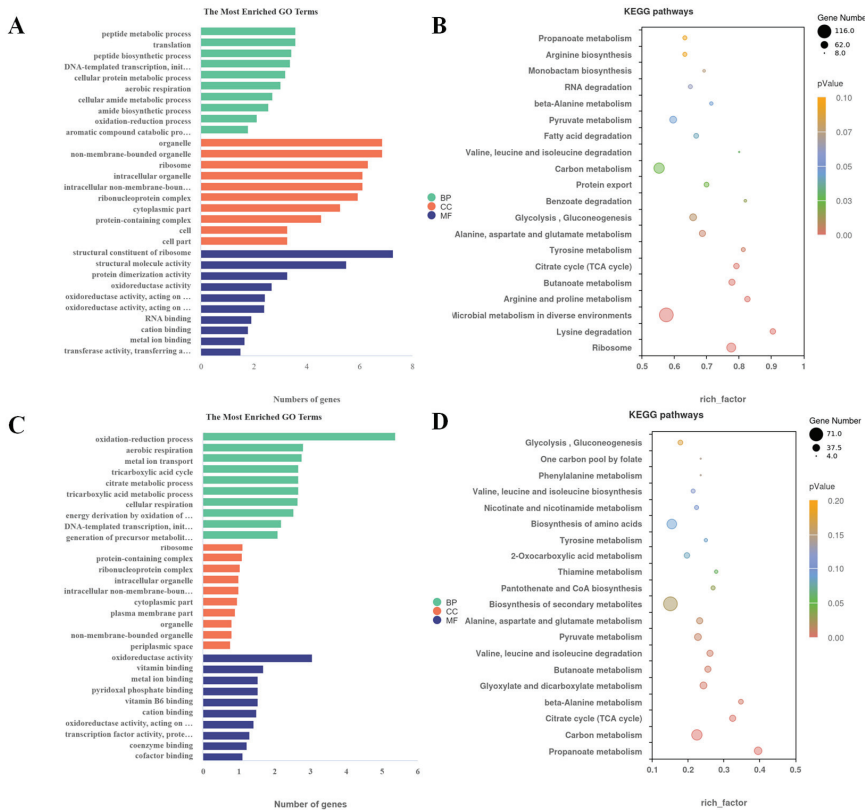 A
The Most Enriched GO Terms
peptide metabolic process
translation
peptide biosynthetic process
DNA-templated transcription, init…
cellular protein metabolic process
aerobic respiration
cellular amide metabolic process
amide biosynthetic process
oxidation-reduction process
aromatic compound catabolic pro…
organelle
non-membrane-bounded organelle
ribosome
intracellular organelle
intracellular non-membrane-boun…
ribonucleoprotein complex
cytoplasmic part
protein-containing complex
cell
cell part
structural constituent of ribosome
structural molecule activity
protein dimerization activity
oxidoreductase activity
oxidoreductase activity, acting on …
oxidoreductase activity, acting on …
RNA binding
cation binding
metal ion binding
transferase activity, transferring a…
0 2 4 6 8
Numbers of genes
BP
CC
MF
B
KEGG pathways
Propanoate metabolism
Arginine biosynthesis
Monobactam biosynthesis
RNA degradation
beta-Alanine metabolism
Pyruvate metabolism
Fatty acid degradation
Valine, leucine and isoleucine degradation
Carbon metabolism
Protein export
Benzoate degradation
Glycolysis , Gluconeogenesis
Alanine, aspartate and glutamate metabolism
Tyrosine metabolism
Citrate cycle (TCA cycle)
Butanoate metabolism
Arginine and proline metabolism
Microbial metabolism in diverse environments
Lysine degradation
Ribosome
0.5 0.6 0.7 0.8 0.9 1
rich_factor
Gene Number
116.0
62.0
8.0
pValue
0.10
0.05
0.00
C
The Most Enriched GO Terms
oxidation-reduction process
aerobic respiration
metal ion transport
tricarboxylic acid cycle
citrate metabolic process
tricarboxylic acid metabolic process
cellular respiration
energy derivation by oxidation of …
DNA-templated transcription, init…
generation of precursor metabolit…
ribosome
protein-containing complex
ribonucleoprotein complex
intracellular organelle
intracellular non-membrane-boun…
cytoplasmic part
plasma membrane part
organelle
non-membrane-bounded organelle
periplasmic space
oxidoreductase activity
vitamin binding
metal ion binding
pyridoxal phosphate binding
vitamin B6 binding
cation binding
oxidoreductase activity, acting on …
transcription factor activity, prote…
coenzyme binding
cofactor binding
0 1 2 3 4 5 6
Number of genes
BP
CC
MF
D
KEGG pathways
Glycolysis , Gluconeogenesis
One carbon pool by folate
Phenylalanine metabolism
Valine, leucine and isoleucine biosynthesis
Nicotinate and nicotinamide metabolism
Biosynthesis of amino acids
Tyrosine metabolism
2-Oxocarboxylic acid metabolism
Thiamine metabolism
Pantothenate and CoA biosynthesis
Biosynthesis of secondary metabolites
Alanine, aspartate and glutamate metabolism
Pyruvate metabolism
Valine, leucine and isoleucine degradation
Butanoate metabolism
Glyoxylate and dicarboxylate metabolism
beta-Alanine metabolism
Citrate cycle (TCA cycle)
Carbon metabolism
Propanoate metabolism
0.1 0.2 0.3 0.4 0.5
rich_factor
Gene Number
71.0
37.5
4.0
pValue
0.20
0.10
0.00